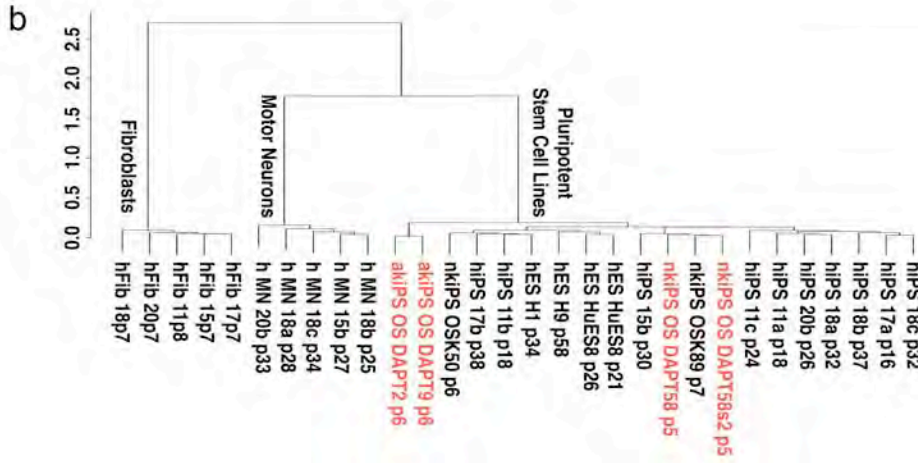 b
2.5
2.0
1.5
1.0
0.5
0.0
Fibroblasts
Motor Neurons
Pluripotent
Stem Cell Lines
hFib 18p7
hFib 20p7
hFib 11p8
hFib 15p7
hFib 17p7
h MN 20b p33
h MN 18a p28
h MN 18c p34
h MN 15b p27
h MN 18b p25
akiPS OS DAPT2 p6
akiPS OS DAPT9 p6
nkiPS OSK50 p6
hiPS 17b p38
hiPS 11b p18
hES H1 p34
hES H9 p58
hES HuES8 p26
hES HuES8 p21
hiPS 15b p30
nkiPS OS DAPT58 p5
nkiPS OSK89 p7
nkiPS OS DAPT58s2 p5
hiPS 11c p24
hiPS 11a p18
hiPS 20b p26
hiPS 18a p32
hiPS 18b p37
hiPS 17a p16
hiPS 18c p32